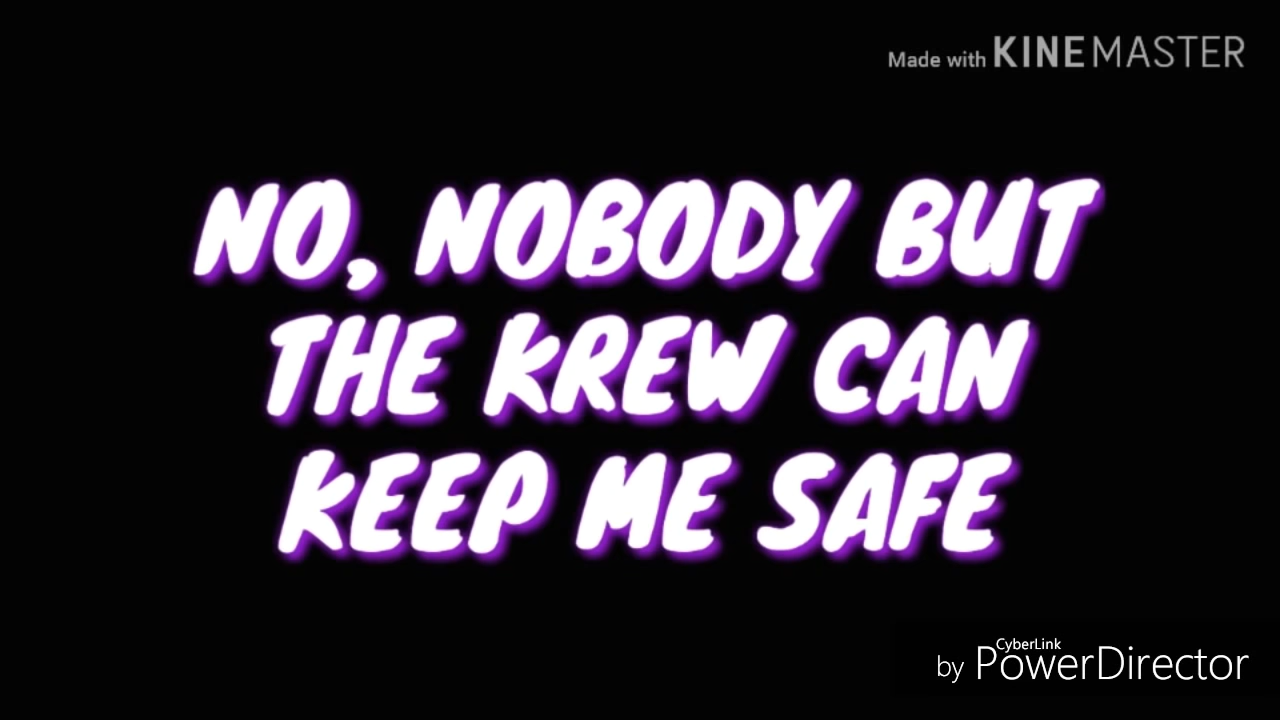 Made with KINEMASTER
NO, NOBODY BUT
THE KREW CAN
KEEP ME SAFE
CyberLink
by PowerDirector